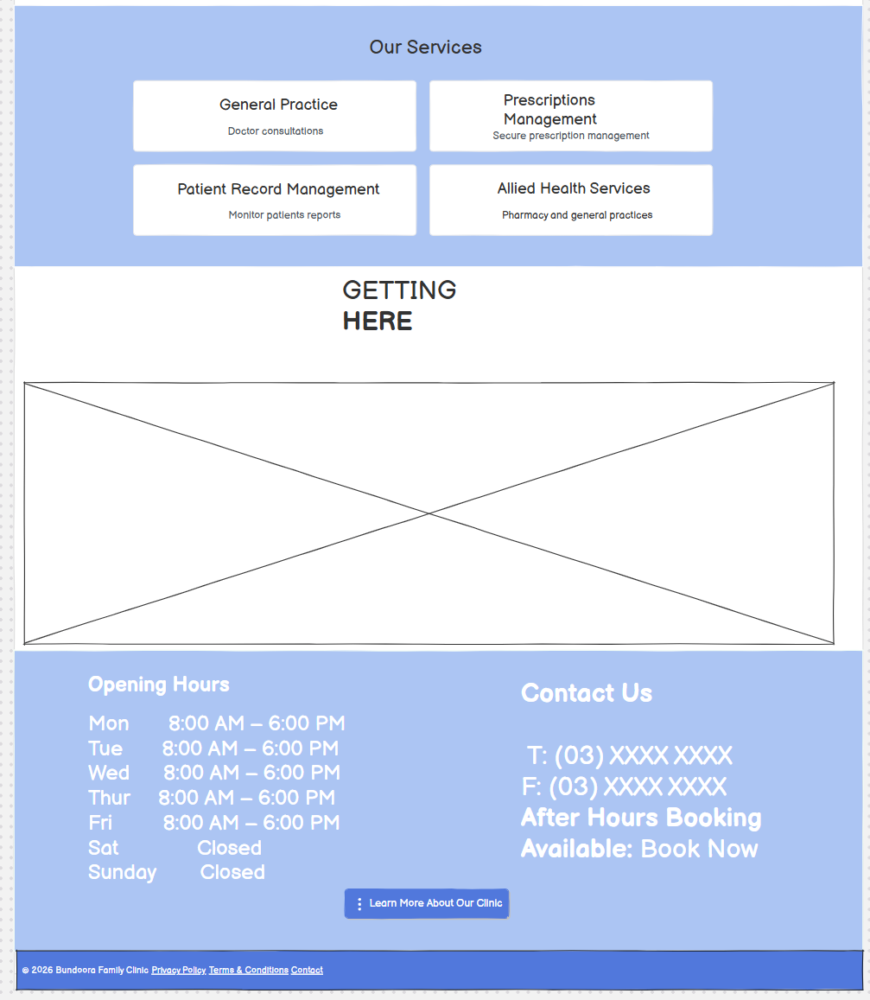 Our Services
General Practice
Doctor consultations
Prescriptions
Management
Secure prescription management
Patient Record Management
Monitor patients reports
Allied Health Services
Pharmacy and general practices
GETTING
HERE
Opening Hours
Mon 8:00 AM – 6:00 PM
Tue 8:00 AM – 6:00 PM
Wed 8:00 AM – 6:00 PM
Thur 8:00 AM – 6:00 PM
Fri 8:00 AM – 6:00 PM
Sat Closed
Sunday Closed
Contact Us
T: (03) XXXX XXXX
F: (03) XXXX XXXX
After Hours Booking
Available: Book Now
Learn More About Our Clinic
© 2026 Bundoora Family Clinic Privacy Policy Terms & Conditions Contact